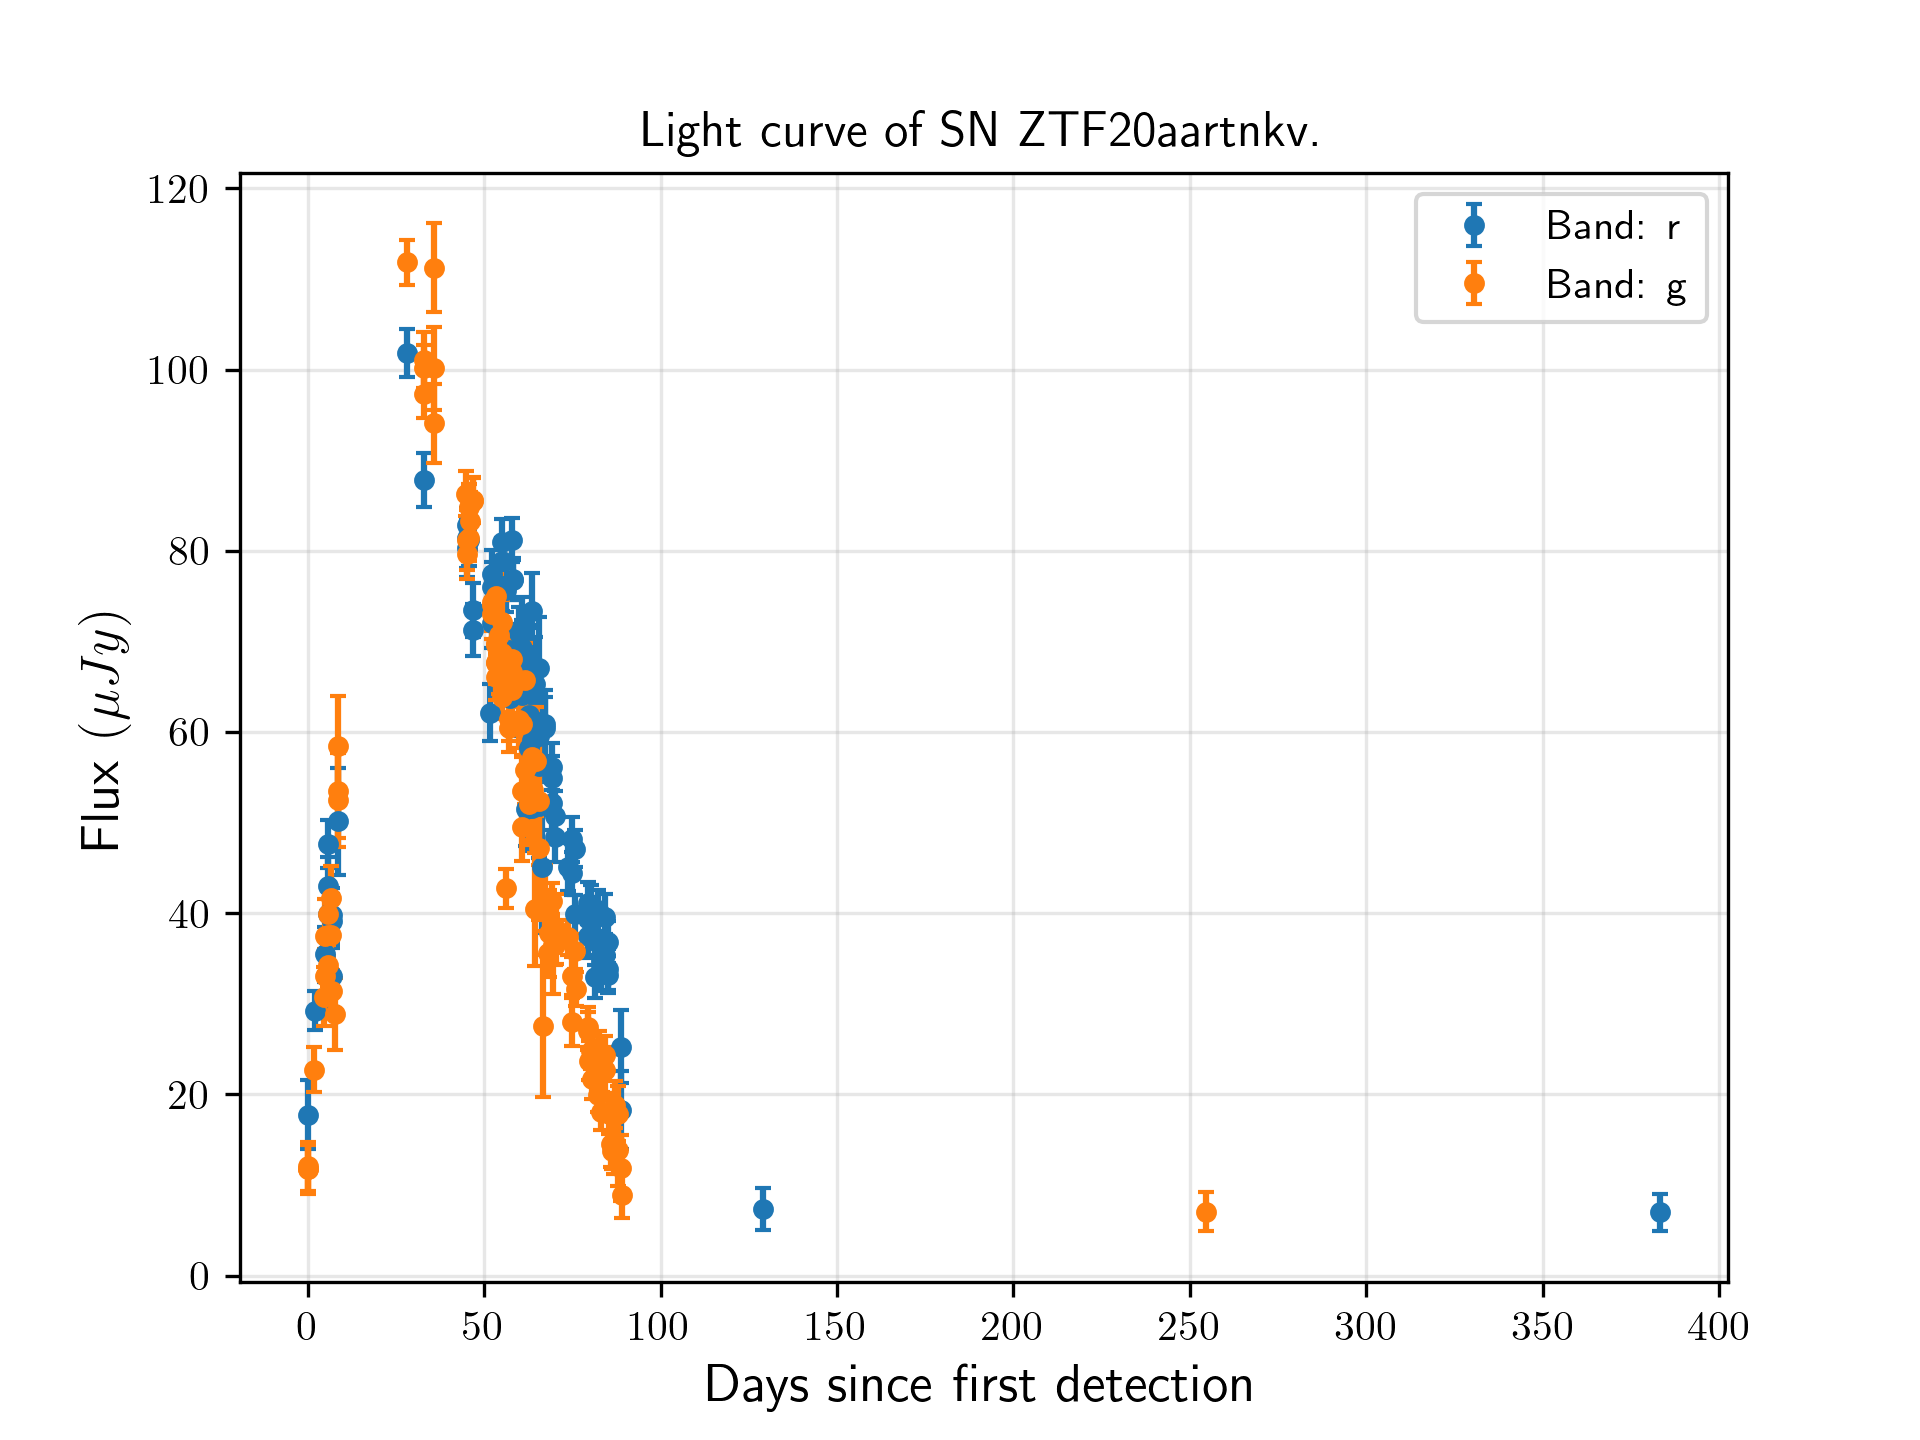 Light curve of SN ZTF20aartnkv.
120
100
80
60
40
20
0
Flux (μJy)
Band: r
Band: g
0 50 100 150 200 250 300 350 400
Days since first detection